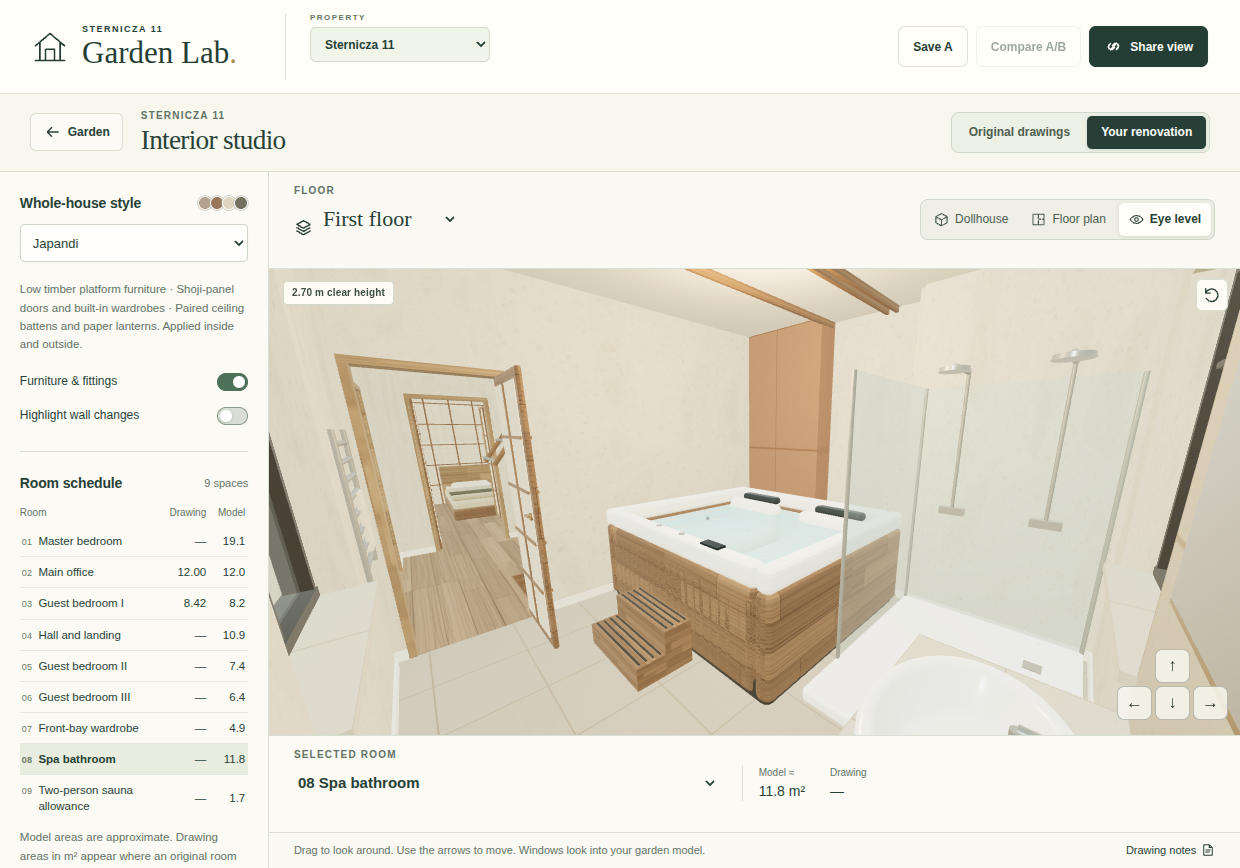 STERNICZA 11
Garden Lab.
PROPERTY
Sternicza 11
Save A
Compare A/B
Share view
Garden
STERNICZA 11
Interior studio
Original drawings
Your renovation
Whole-house style
Japandi
Low timber platform furniture · Shoji-panel
doors and built-in wardrobes · Paired ceiling
battens and paper lanterns. Applied inside
and outside.
Furniture & fittings
Highlight wall changes
Room schedule
9 spaces
Room Drawing Model
01 Master bedroom — 19.1
02 Main office 12.00 12.0
03 Guest bedroom I 8.42 8.2
04 Hall and landing — 10.9
05 Guest bedroom II — 7.4
06 Guest bedroom III — 6.4
07 Front-bay wardrobe — 4.9
08 Spa bathroom — 11.8
09 Two-person sauna
allowance — 1.7
Model areas are approximate. Drawing
areas in m² appear where an original room
FLOOR
First floor
Dollhouse
Floor plan
Eye level
2.70 m clear height
↑
← ↓ →
SELECTED ROOM
08 Spa bathroom
Model ≈ Drawing
11.8 m² —
Drag to look around. Use the arrows to move. Windows look into your garden model.
Drawing notes